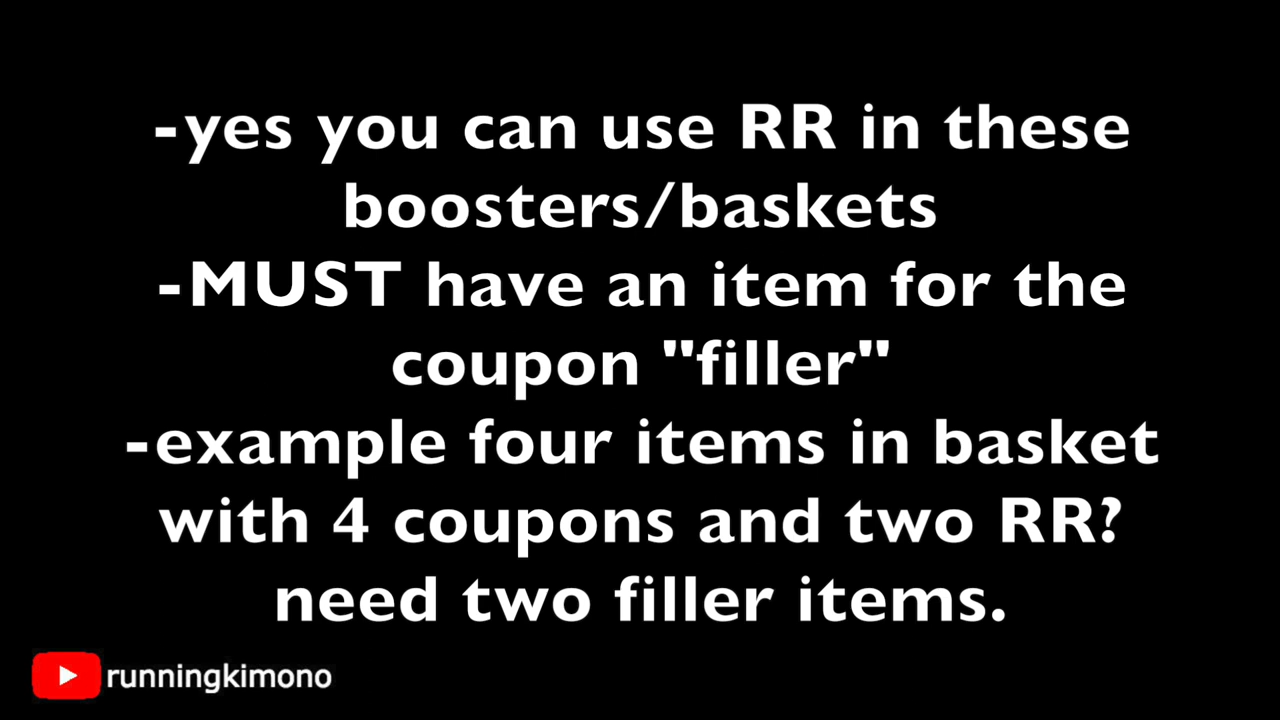 -yes you can use RR in these
boosters/baskets
-MUST have an item for the
coupon "filler"
-example four items in basket
with 4 coupons and two RR?
need two filler items.
runningkimono